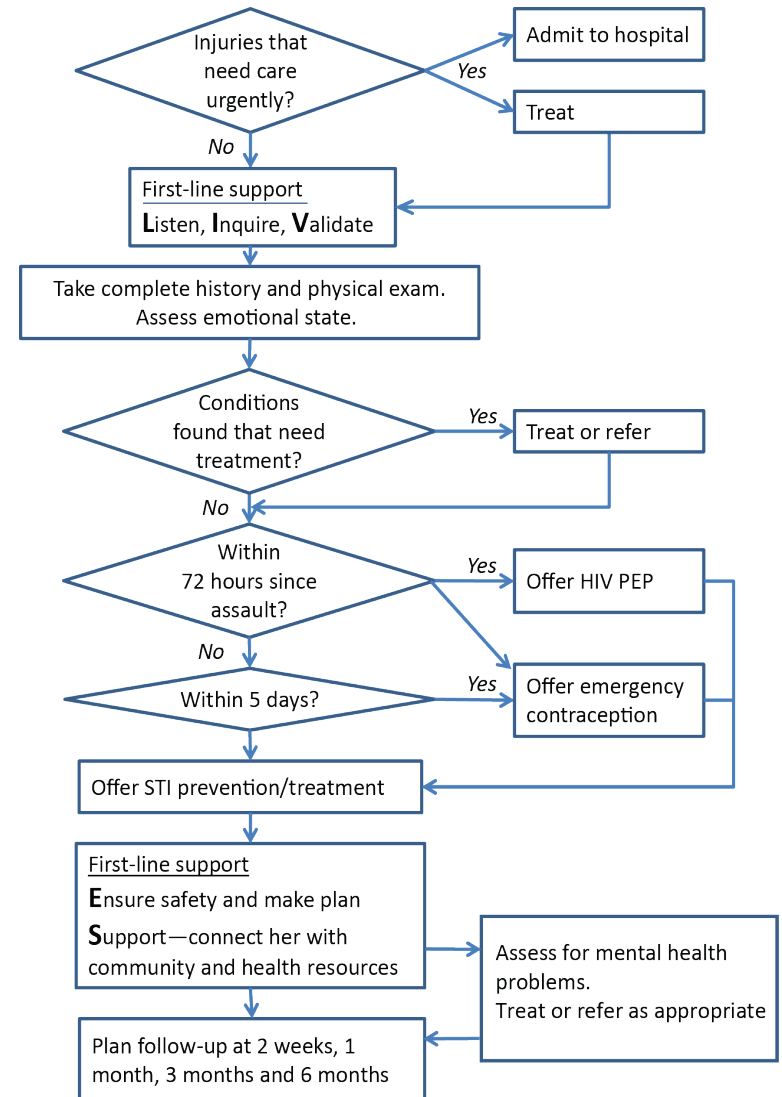 Injuries that
need care
urgently?
Yes
Admit to hospital
Treat
No
First-line support
Listen, Inquire, Validate
Take complete history and physical exam.
Assess emotional state.
Conditions
found that need
treatment?
Yes
Treat or refer
No
Within
72 hours since
assault?
Yes
Offer HIV PEP
No
Within 5 days?
Yes
Offer emergency
contraception
Offer STI prevention/treatment
First-line support
Ensure safety and make plan
Support—connect her with
community and health resources
Assess for mental health
problems.
Treat or refer as appropriate
Plan follow-up at 2 weeks, 1
month, 3 months and 6 months